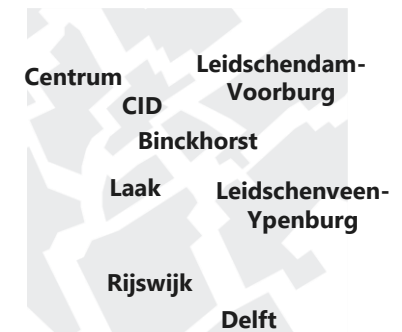 Leidschendam-
Voorburg
Centrum
CID
Binckhorst
Laak
Leidschenveen-
Ypenburg
Rijswijk
Delft